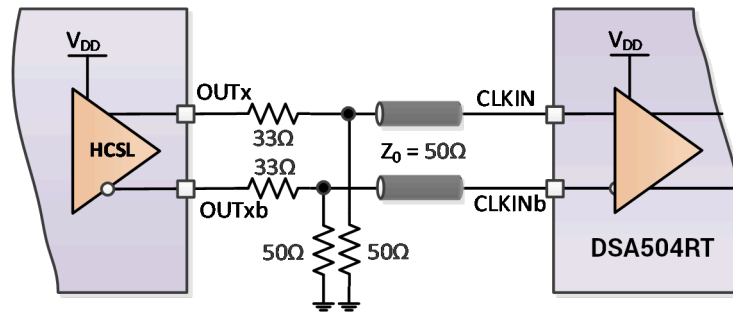 VDD
VDD
OUTx
CLKIN
33Ω
HCSL
33Ω
Z0 = 50Ω
OUTxb
CLKINb
50Ω
50Ω
DSA504RT